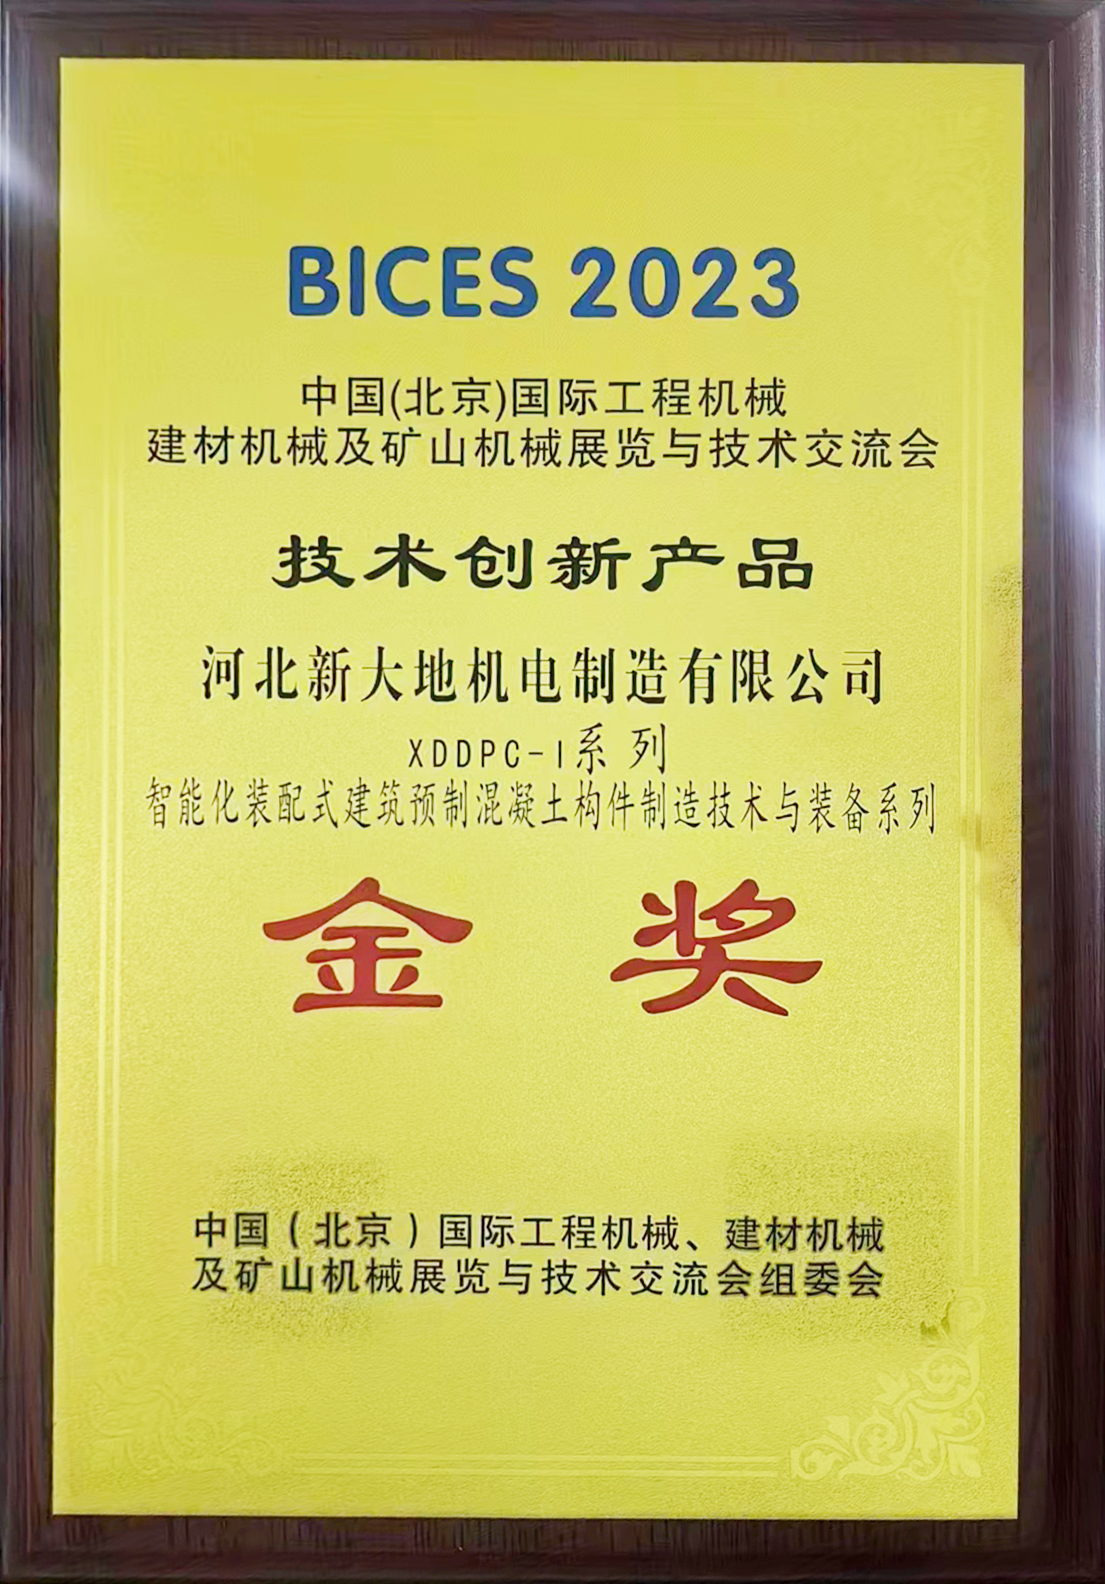 BICES 2023
中国(北京)国际工程机械
建材机械及矿山机械展览与技术交流会
技术创新产品
河北新大地机电制造有限公司
XDDPC-I系列
智能化装配式建筑预制混凝土构件制造技术与装备系列
金奖
中国（北京）国际工程机械、建材机械
及矿山机械展览与技术交流会组委会